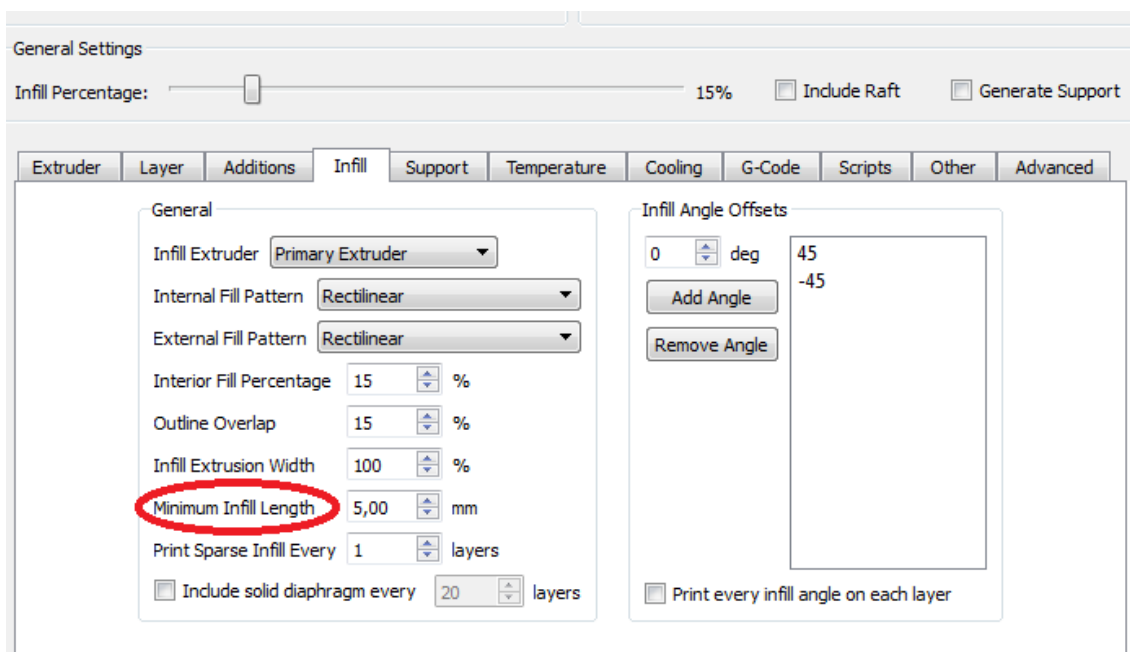 General Settings
Infill Percentage: 15% Include Raft Generate Support
Extruder Layer Additions Infill Support Temperature Cooling G-Code Scripts Other Advanced
General
Infill Extruder Primary Extruder
Internal Fill Pattern Rectilinear
External Fill Pattern Rectilinear
Interior Fill Percentage 15 %
Outline Overlap 15 %
Infill Extrusion Width 100 %
Minimum Infill Length 5,00 mm
Print Sparse Infill Every 1 layers
Include solid diaphragm every 20 layers
Infill Angle Offsets
0 deg
Add Angle
Remove Angle
45
-45
Print every infill angle on each layer